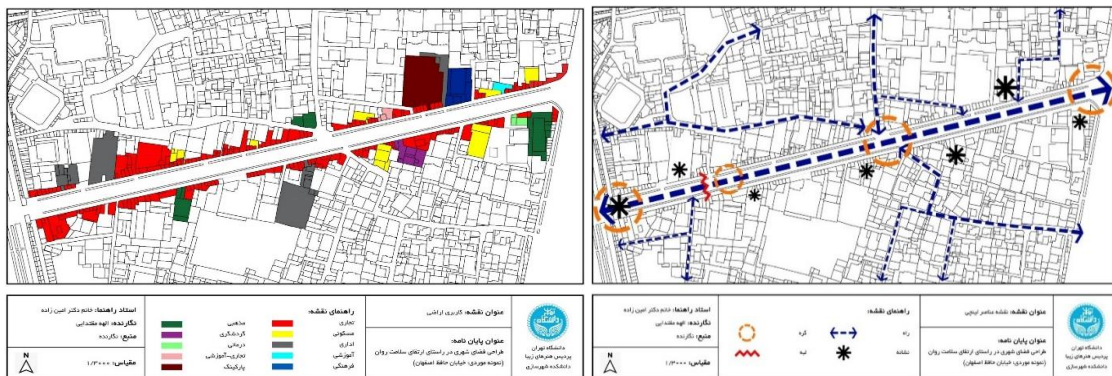 استاد راهنما: خانم دکتر امین زاده
نگارنده: الهه مقتدایی
منبع: نگارنده
مقیاس: ۱/۳۰۰۰
N
راهنمای نقشه:
تجاری
مسکونی
اداری
آموزشی
فرهنگی
مذهبی
گردشگری
درمانی
تجاری-آموزشی
پارکینگ
عنوان نقشه: کاربری اراضی
عنوان پایان نامه:
طراحی فضای شهری در راستای ارتقای سلامت روان
(نمونه موردی: خیابان حافظ اصفهان)
دانشگاه تهران
پردیس هنرهای زیبا
دانشکده شهرسازی
استاد راهنما: خانم دکتر امین زاده
نگارنده: الهه مقتدایی
منبع: نگارنده
مقیاس: ۱/۳۰۰۰
N
راهنمای نقشه:
راه
نشانه
گره
لبه
عنوان نقشه: نقشه عناصر لینچی
عنوان پایان نامه:
طراحی فضای شهری در راستای ارتقای سلامت روان
(نمونه موردی: خیابان حافظ اصفهان)
دانشگاه تهران
پردیس هنرهای زیبا
دانشکده شهرسازی